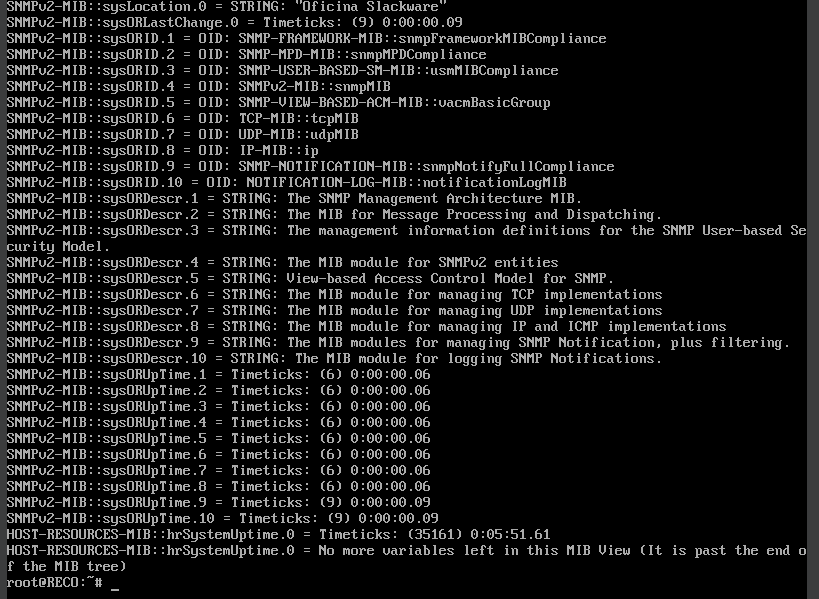 SNMPv2-MIB::sysLocation.0 = STRING: "Oficina Slackware"
SNMPv2-MIB::sysORLastChange.0 = Timeticks: (9) 0:00:00.09
SNMPv2-MIB::sysORID.1 = OID: SNMP-FRAMEWORK-MIB::snmpFrameworkMIBCompliance
SNMPv2-MIB::sysORID.2 = OID: SNMP-MPD-MIB::snmpMPDCompliance
SNMPv2-MIB::sysORID.3 = OID: SNMP-USER-BASED-SM-MIB::usmMIBCompliance
SNMPv2-MIB::sysORID.4 = OID: SNMPv2-MIB::snmpMIB
SNMPv2-MIB::sysORID.5 = OID: SNMP-VIEW-BASED-ACM-MIB::vacmBasicGroup
SNMPv2-MIB::sysORID.6 = OID: TCP-MIB::tcpMIB
SNMPv2-MIB::sysORID.7 = OID: UDP-MIB::udpMIB
SNMPv2-MIB::sysORID.8 = OID: IP-MIB::ip
SNMPv2-MIB::sysORID.9 = OID: SNMP-NOTIFICATION-MIB::snmpNotifyFullCompliance
SNMPv2-MIB::sysORID.10 = OID: NOTIFICATION-LOG-MIB::notificationLogMIB
SNMPv2-MIB::sysORDescr.1 = STRING: The SNMP Management Architecture MIB.
SNMPv2-MIB::sysORDescr.2 = STRING: The MIB for Message Processing and Dispatching.
SNMPv2-MIB::sysORDescr.3 = STRING: The management information definitions for the SNMP User-based Se
curity Model.
SNMPv2-MIB::sysORDescr.4 = STRING: The MIB module for SNMPv2 entities
SNMPv2-MIB::sysORDescr.5 = STRING: View-based Access Control Model for SNMP.
SNMPv2-MIB::sysORDescr.6 = STRING: The MIB module for managing TCP implementations
SNMPv2-MIB::sysORDescr.7 = STRING: The MIB module for managing UDP implementations
SNMPv2-MIB::sysORDescr.8 = STRING: The MIB module for managing IP and ICMP implementations
SNMPv2-MIB::sysORDescr.9 = STRING: The MIB modules for managing SNMP Notification, plus filtering.
SNMPv2-MIB::sysORDescr.10 = STRING: The MIB module for logging SNMP Notifications.
SNMPv2-MIB::sysORUpTime.1 = Timeticks: (6) 0:00:00.06
SNMPv2-MIB::sysORUpTime.2 = Timeticks: (6) 0:00:00.06
SNMPv2-MIB::sysORUpTime.3 = Timeticks: (6) 0:00:00.06
SNMPv2-MIB::sysORUpTime.4 = Timeticks: (6) 0:00:00.06
SNMPv2-MIB::sysORUpTime.5 = Timeticks: (6) 0:00:00.06
SNMPv2-MIB::sysORUpTime.6 = Timeticks: (6) 0:00:00.06
SNMPv2-MIB::sysORUpTime.7 = Timeticks: (6) 0:00:00.06
SNMPv2-MIB::sysORUpTime.8 = Timeticks: (6) 0:00:00.06
SNMPv2-MIB::sysORUpTime.9 = Timeticks: (9) 0:00:00.09
SNMPv2-MIB::sysORUpTime.10 = Timeticks: (9) 0:00:00.09
HOST-RESOURCES-MIB::hrSystemUptime.0 = Timeticks: (35161) 0:05:51.61
HOST-RESOURCES-MIB::hrSystemUptime.0 = No more variables left in this MIB View (It is past the end o
f the MIB tree)
root@RECO:~# _